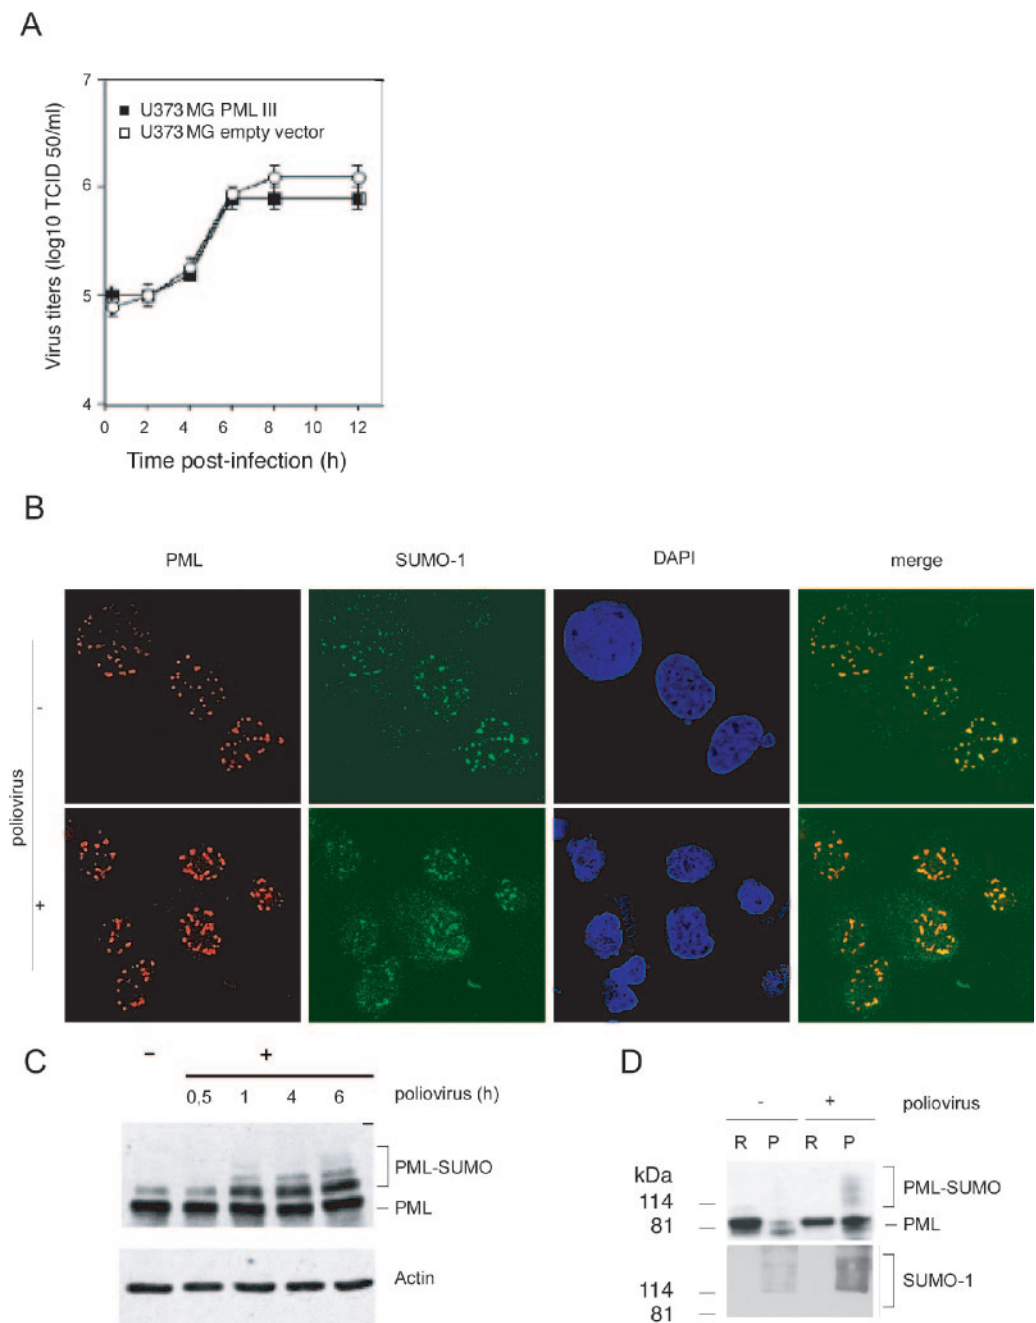 A
Virus titers (log10 TCID 50/ml)
7
6
5
4
U373MG PML III
U373MG empty vector
0 2 4 6 8 10 12
Time post-infection (h)
B
PML SUMO-1 DAPI merge
poliovirus
-
+
C
- +
0,5 1 4 6 poliovirus (h)
PML-SUMO
PML
Actin
D
- + poliovirus
R P R P
kDa
114
81
PML-SUMO
PML
114
81
SUMO-1